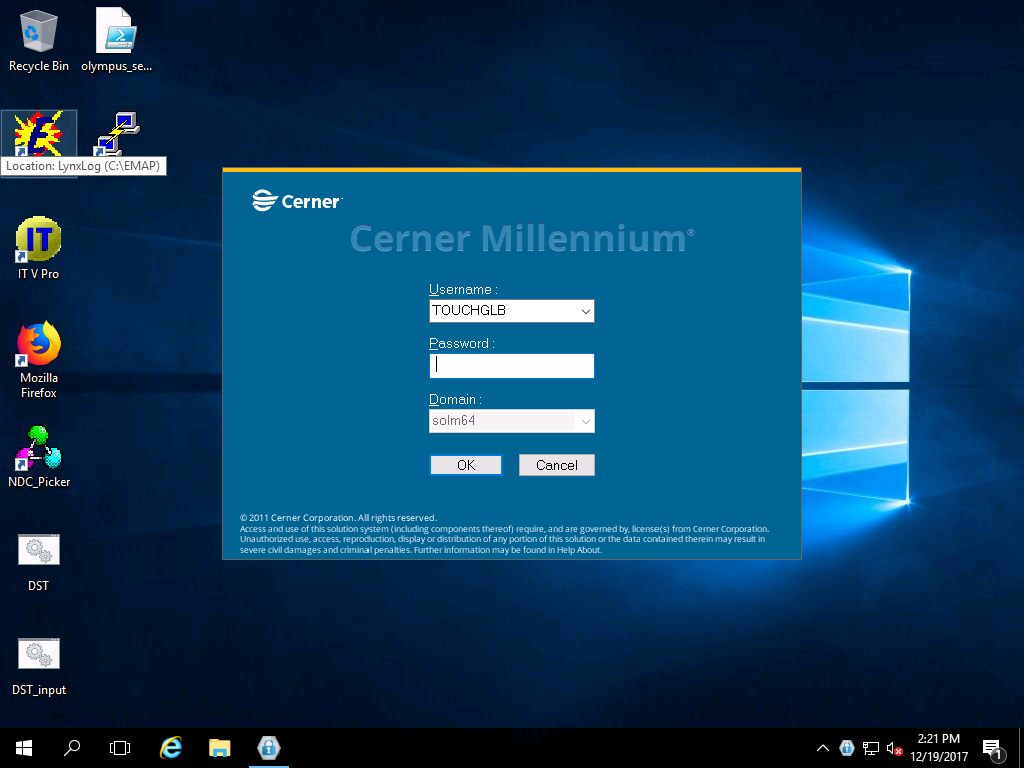 Recycle Bin
olympus_se...
Location: LynxLog (C:\EMAP)
IT
IT V Pro
Mozilla
Firefox
NDC_Picker
DST
DST_input
Cerner
Cerner Millennium®
Username :
TOUCHGLB
Password :
Domain :
solm64
OK
Cancel
© 2011 Cerner Corporation. All rights reserved.
Access and use of this solution system (including components thereof) require, and are governed by, license(s) from Cerner Corporation.
Unauthorized use, access, reproduction, display or distribution of any portion of this solution or the data contained therein may result in
severe civil damages and criminal penalties. Further information may be found in Help About.
2:21 PM
12/19/2017
1